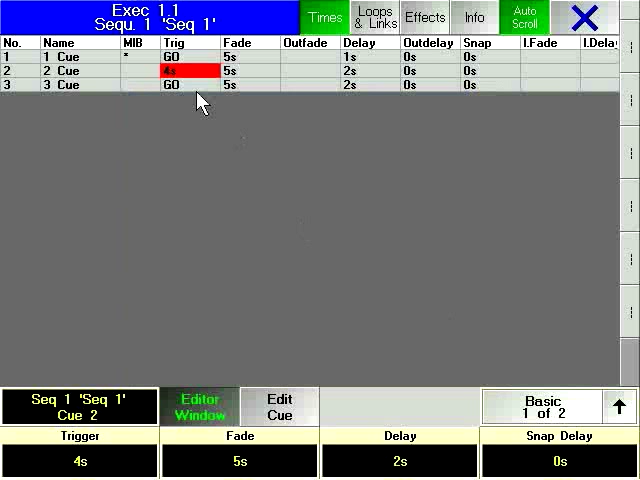 Exec 1.1
Sequ. 1 'Seq 1'
Times
Loops
& Links
Effects
Info
Auto
Scroll
No. Name MIB Trig Fade Outfade Delay Outdelay Snap I.Fade I.Delay
1 1 Cue * GO 5s 1s 0s 0s
2 2 Cue 4s 5s 2s 0s 0s
3 3 Cue GO 5s 2s 0s 0s
Seq 1 'Seq 1'
Cue 2
Editor
Window
Edit
Cue
Basic
1 of 2
Trigger Fade Delay Snap Delay
4s 5s 2s 0s